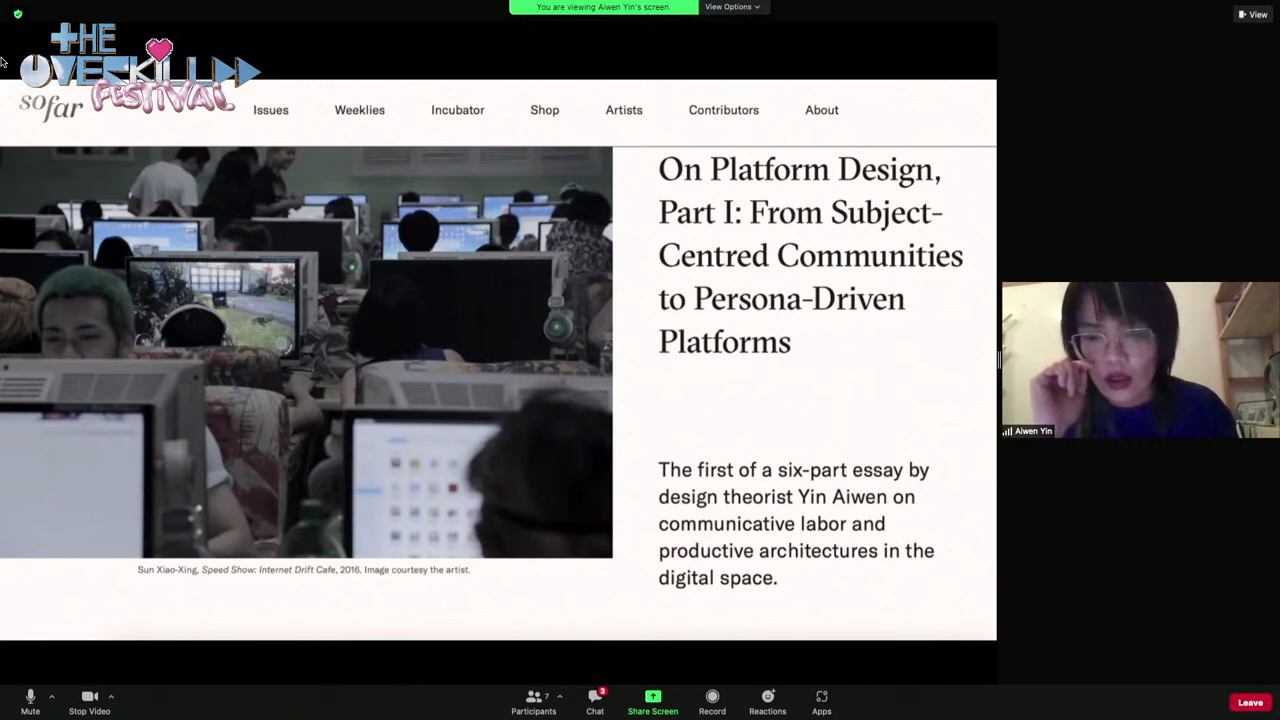 You are viewing Aiwen Yin's screen
View Options
View
THE
OVERKILL
FESTIVAL
so far
Issues
Weeklies
Incubator
Shop
Artists
Contributors
About
On Platform Design,
Part I: From Subject-
Centred Communities
to Persona-Driven
Platforms
The first of a six-part essay by
design theorist Yin Aiwen on
communicative labor and
productive architectures in the
digital space.
Sun Xiao-Xing, Speed Show: Internet Drift Cafe, 2016. Image courtesy the artist.
Aiwen Yin
Mute
Stop Video
7
Participants
3
Chat
Share Screen
Record
Reactions
Apps
Leave